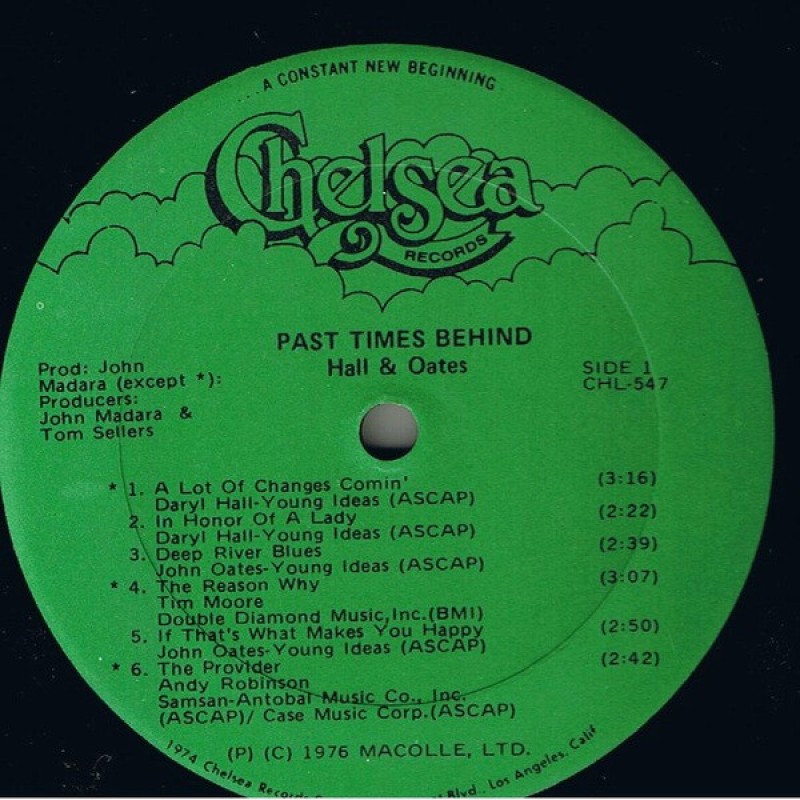 ...A CONSTANT NEW BEGINNING
Chelsea
RECORDS
PAST TIMES BEHIND
Hall & Oates
Prod: John
Madara (except *):
Producers:
John Madara &
Tom Sellers
SIDE 1
CHL-547
* 1. A Lot Of Changes Comin' (3:16)
Daryl Hall-Young Ideas (ASCAP)
2. In Honor Of A Lady (2:22)
Daryl Hall-Young Ideas (ASCAP)
3. Deep River Blues (2:39)
John Oates-Young Ideas (ASCAP)
* 4. The Reason Why (3:07)
Tim Moore
Double Diamond Music,Inc.(BMI)
5. If That's What Makes You Happy (2:50)
John Oates-Young Ideas (ASCAP)
* 6. The Provider (2:42)
Andy Robinson
Samsan-Antobal Music Co., Inc.
(ASCAP)/ Case Music Corp.(ASCAP)
(P) (C) 1976 MACOLLE, LTD.
1974 Chelsea Records Blvd., Los Angeles, Calif